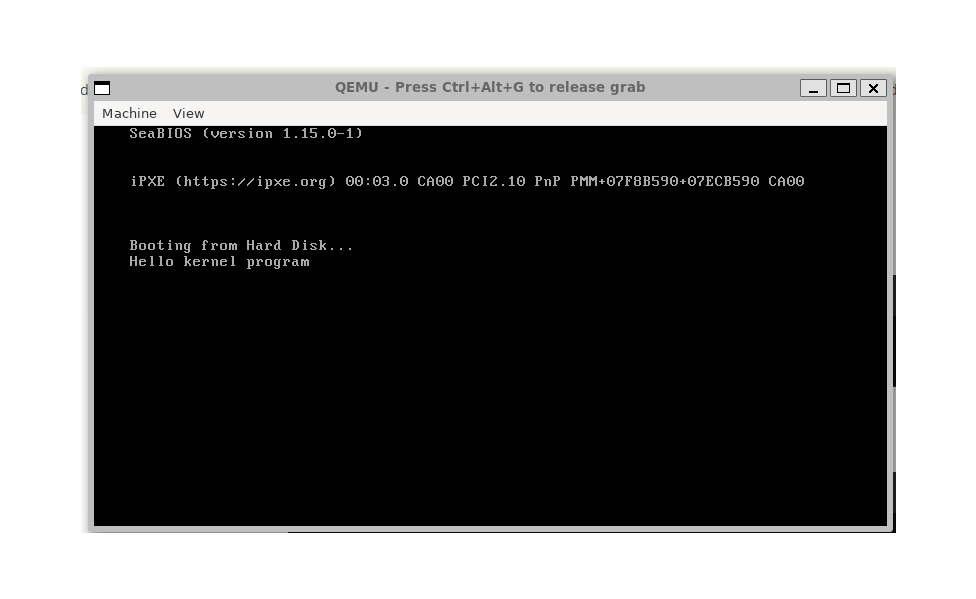 QEMU - Press Ctrl+Alt+G to release grab
Machine View
SeaBIOS (version 1.15.0-1)
iPXE (https://ipxe.org) 00:03.0 CA00 PCI2.10 PnP PMM+07F8B590+07ECB590 CA00
Booting from Hard Disk...
Hello kernel program